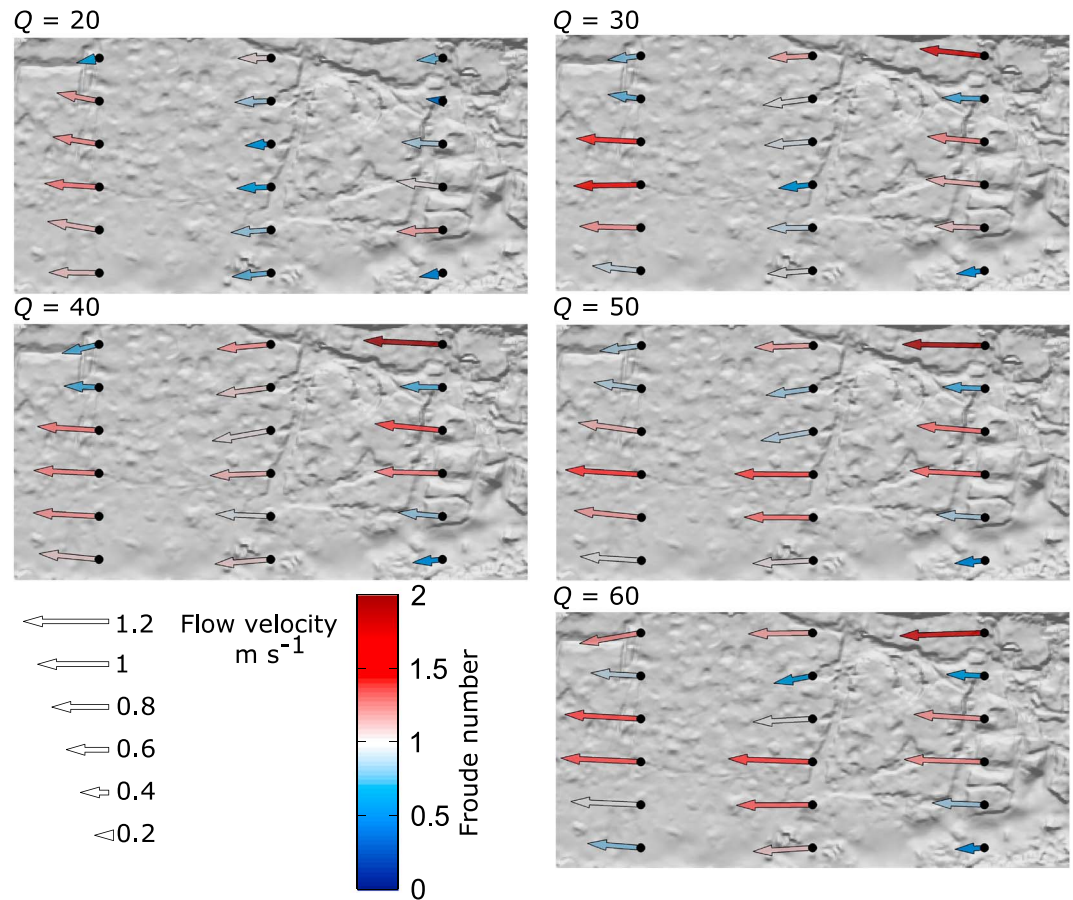 Q = 20
Q = 30
Q = 40
Q = 50
1.2
1
0.8
0.6
0.4
0.2
Flow velocity
m s⁻¹
2
1.5
1
0.5
0
Froude number
Q = 60